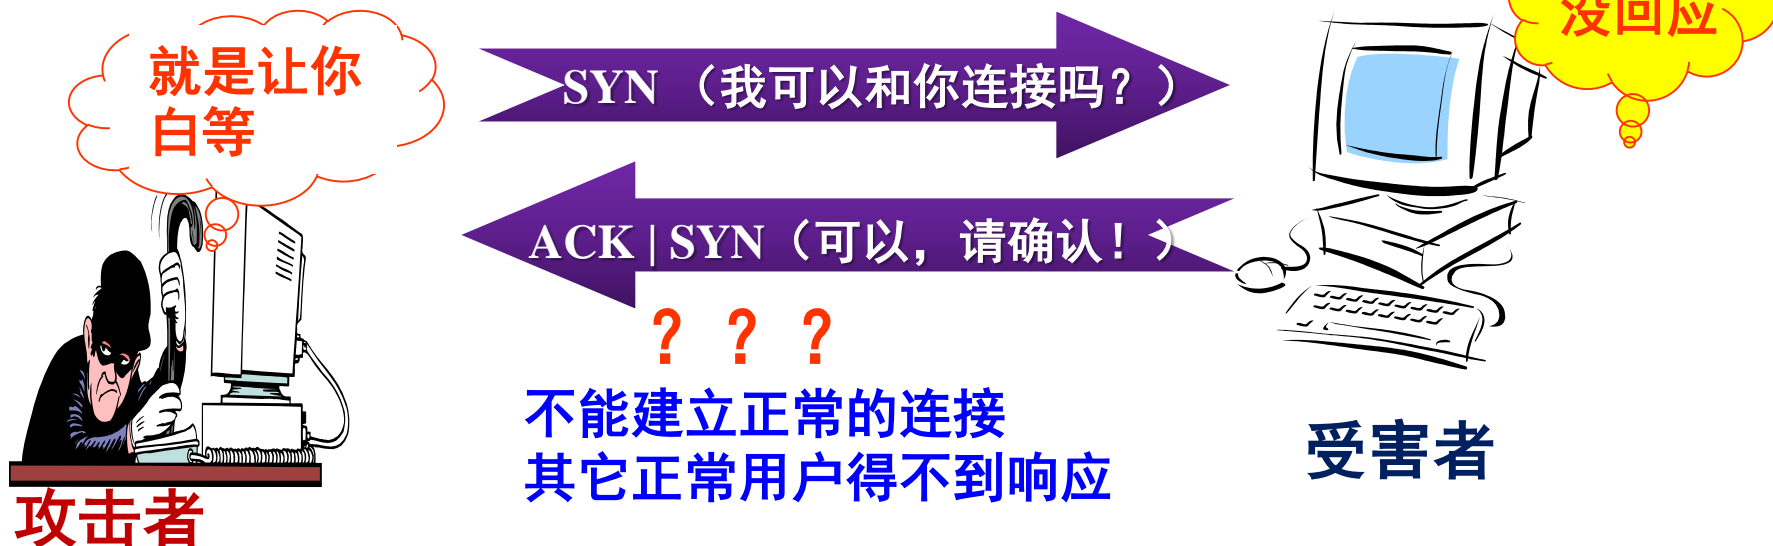 就是让你
白等
SYN （我可以和你连接吗？）
没回应
ACK | SYN（可以，请确认！）
？？？
不能建立正常的连接
其它正常用户得不到响应
受害者
攻击者